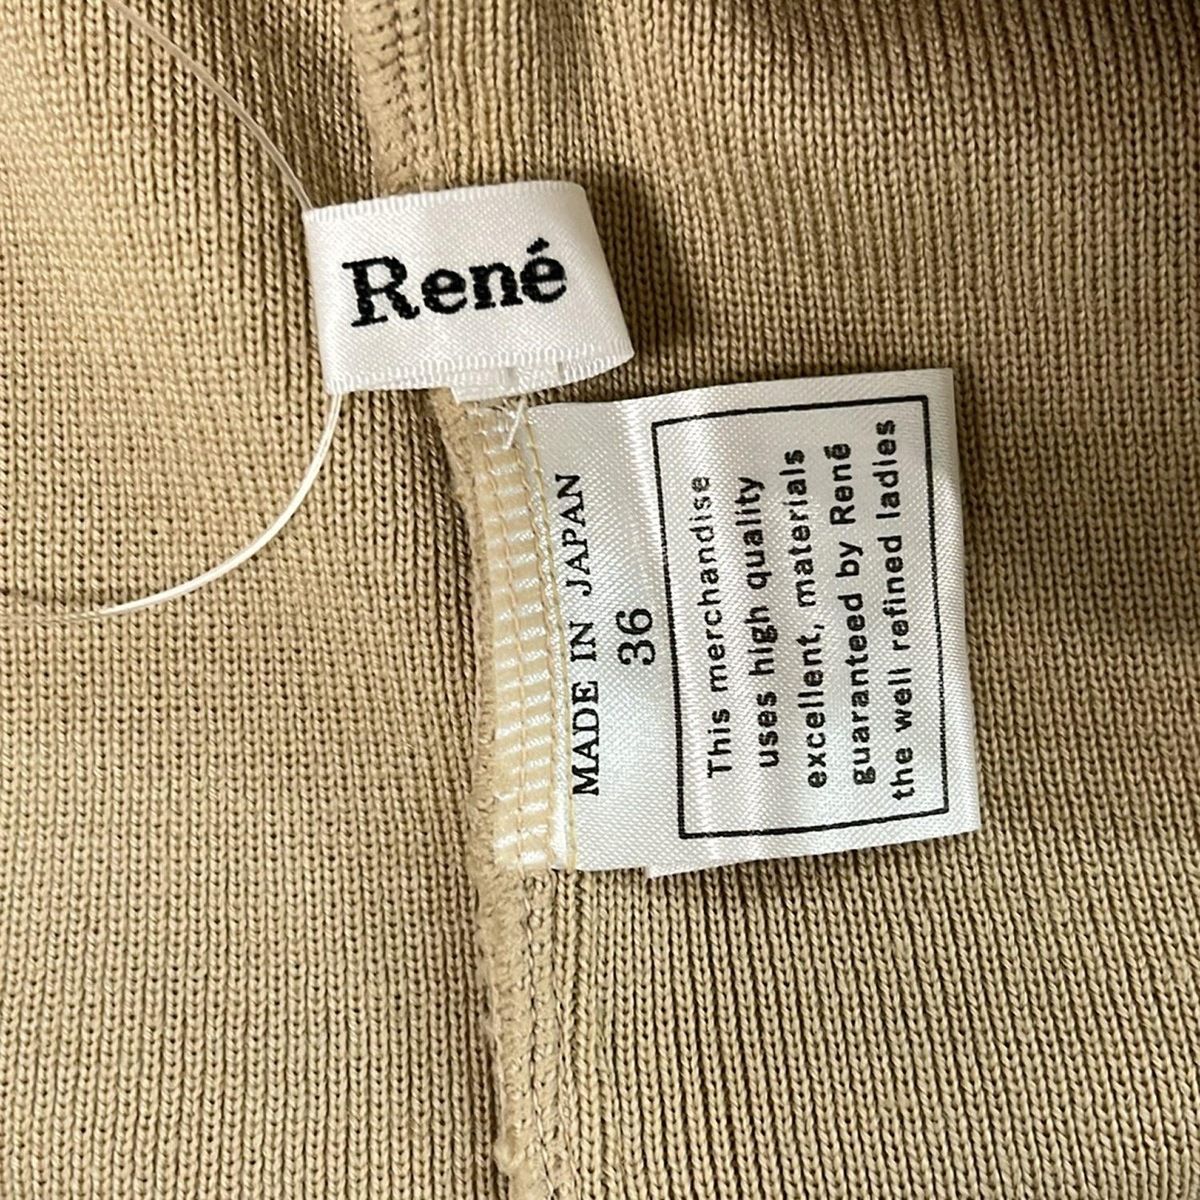 René
MADE IN JAPAN
36
This merchandise
uses high quality
excellent, materials
guaranteed by René
the well refined ladies